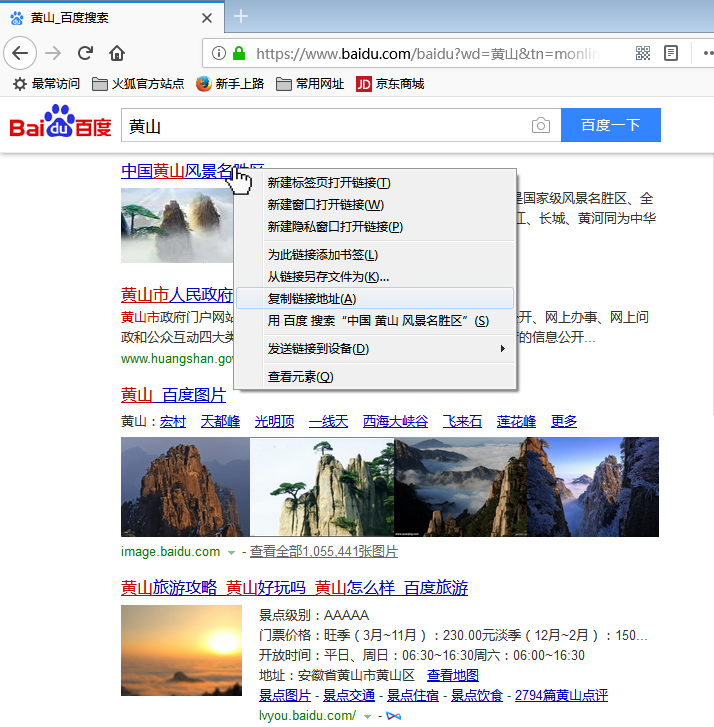 黄山_百度搜索
https://www.baidu.com/baidu?wd=黄山&tn=monlin
最常访问 火狐官方站点 新手上路 常用网址 JD 京东商城
Bai du 百度 黄山 百度一下
中国黄山风景名胜区
新建标签页打开链接(T)
是国家级风景名胜区、全
新建窗口打开链接(W)
江、长城、黄河同为中华
新建隐私窗口打开链接(P)
为此链接添加书签(L)
从链接另存文件为(K)...
黄山市人民政府
复制链接地址(A)
黄山市政府门户网站
开、网上办事、网上问
用 百度 搜索“中国 黄山 风景名胜区”(S)
政和公众互动四大类
的信息公开...
发送链接到设备(D)
www.huangshan.gov
查看元素(Q)
黄山_百度图片
黄山：宏村 天都峰 光明顶 一线天 西海大峡谷 飞来石 莲花峰 更多
image.baidu.com - 查看全部1,055,441张图片
黄山旅游攻略_黄山好玩吗_黄山怎么样_百度旅游
景点级别：AAAAA
门票价格：旺季（3月~11月）：230.00元淡季（12月~2月）：150...
开放时间：平日、周日：06:30~16:30周六：06:00~16:30
地址：安徽省黄山市黄山区 查看地图
景点图片 - 景点交通 - 景点住宿 - 景点饮食 - 2794篇黄山点评
lvyou.baidu.com/ -